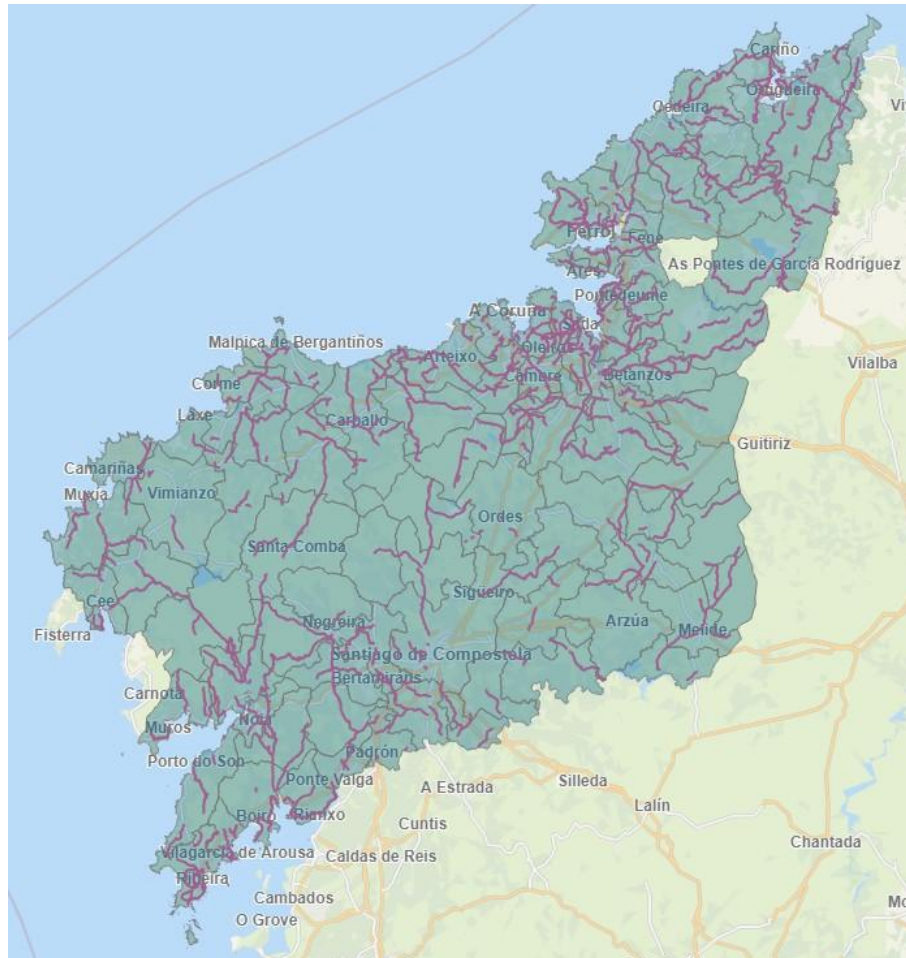 Cariño
Ortigueira
Cedeira
Vi
Ferrol
Fene
As Pontes de García Rodríguez
Ares
Pontedeume
A Coruña
Sada
Malpica de Bergantiños
Arteixo
Oleiros
Vilalba
Corme
Cambre
Betanzos
Laxe
Carballo
Guitiriz
Camariñas
Muxia
Vimianzo
Ordes
Santa Comba
Sigüeiro
Cee
Negreira
Arzúa
Melide
Fisterra
Santiago de Compostela
Bertamirans
Carnota
Noia
Muros
Porto do Son
Padrón
Ponte Valga
A Estrada
Silleda
Lalín
Boiro
Rianxo
Cuntis
Chantada
Vilagarcía de Arousa
Caldas de Reis
Ribeira
Cambados
Mo
O Grove